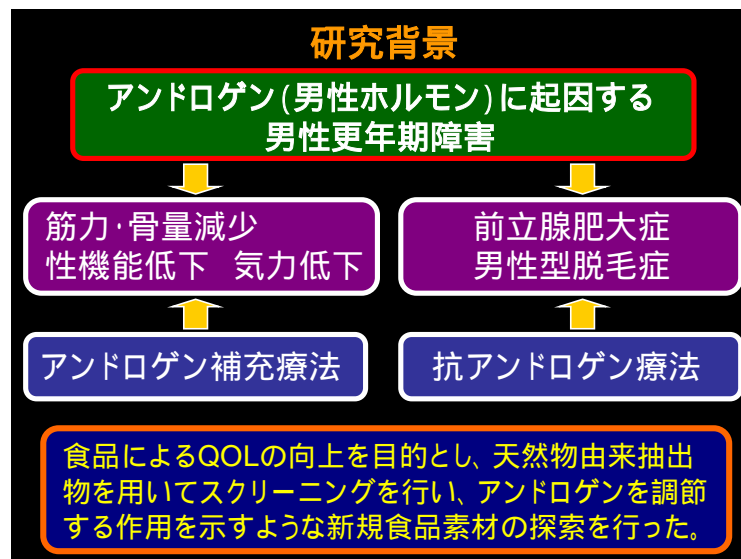 研究背景
アンドロゲン(男性ホルモン)に起因する
男性更年期障害
筋力・骨量減少
性機能低下 気力低下
前立腺肥大症
男性型脱毛症
アンドロゲン補充療法
抗アンドロゲン療法
食品によるQOLの向上を目的とし、天然物由来抽出
物を用いてスクリーニングを行い、アンドロゲンを調節
する作用を示すような新規食品素材の探索を行った。